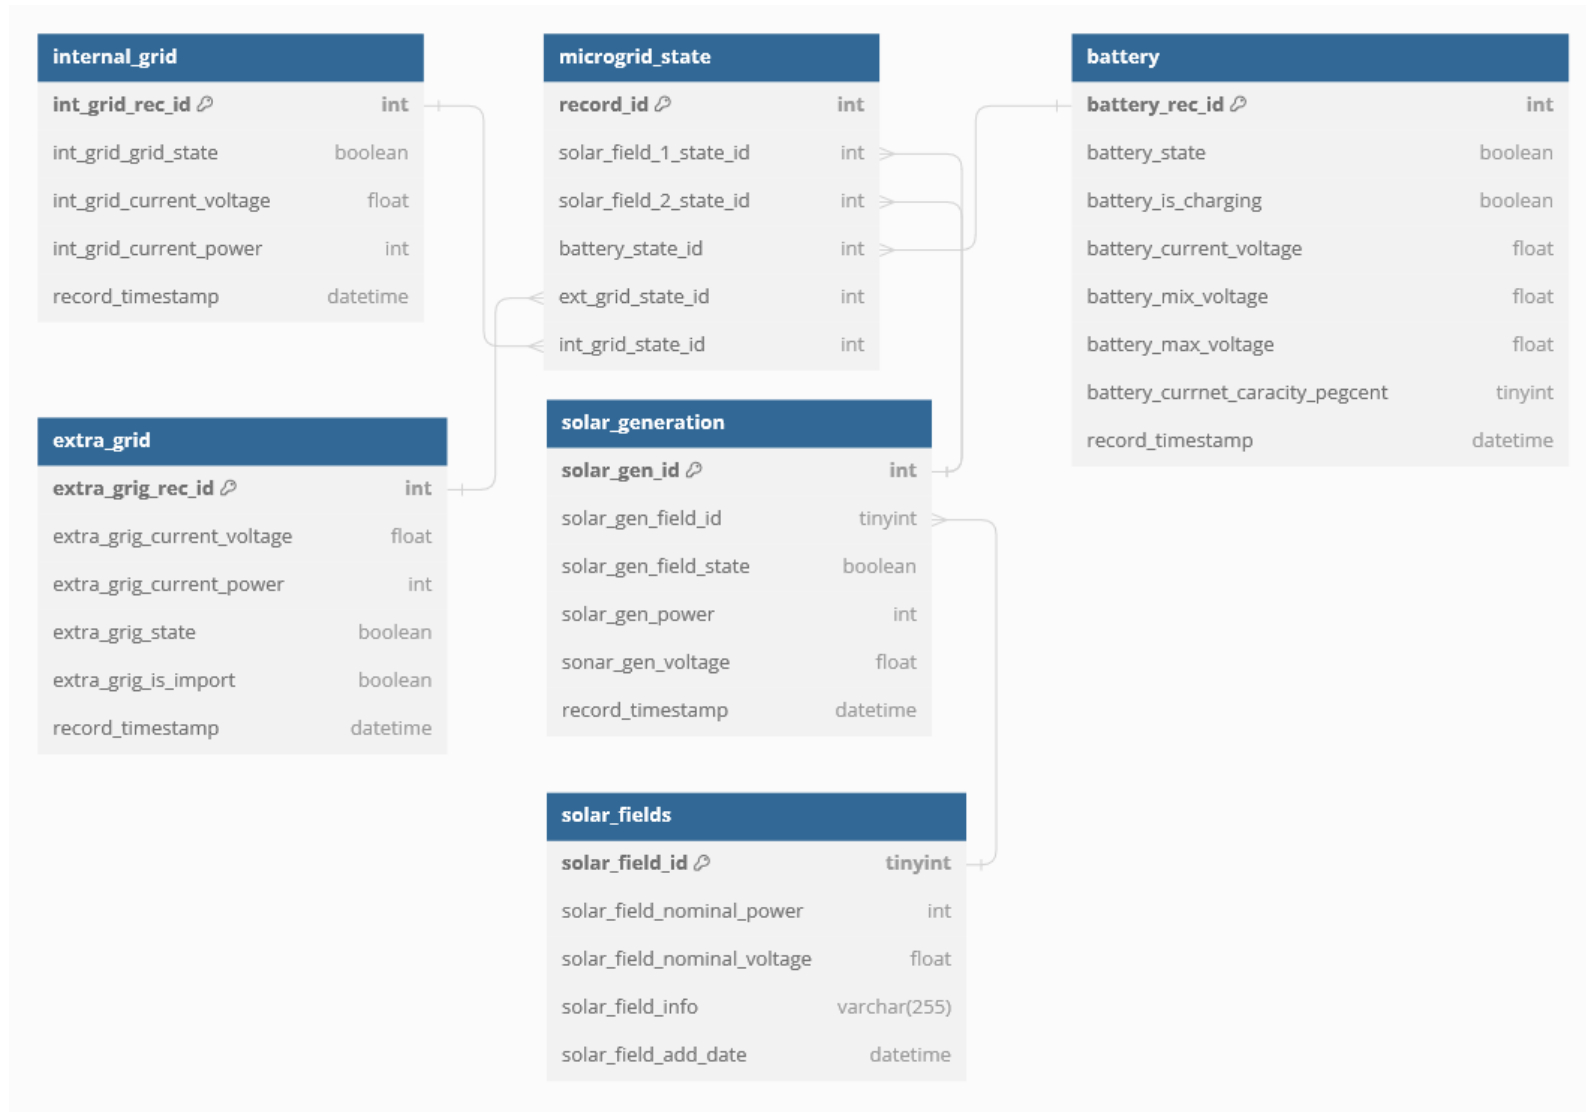 internal_grid
int_grid_rec_id int
int_grid_grid_state boolean
int_grid_current_voltage float
int_grid_current_power int
record_timestamp datetime
microgrid_state
record_id int
solar_field_1_state_id int
solar_field_2_state_id int
battery_state_id int
ext_grid_state_id int
int_grid_state_id int
battery
battery_rec_id int
battery_state boolean
battery_is_charging boolean
battery_current_voltage float
battery_mix_voltage float
battery_max_voltage float
battery_currnet_caracity_pegcent tinyint
record_timestamp datetime
extra_grid
extra_grig_rec_id int
extra_grig_current_voltage float
extra_grig_current_power int
extra_grig_state boolean
extra_grig_is_import boolean
record_timestamp datetime
solar_generation
solar_gen_id int
solar_gen_field_id tinyint
solar_gen_field_state boolean
solar_gen_power int
sonar_gen_voltage float
record_timestamp datetime
solar_fields
solar_field_id tinyint
solar_field_nominal_power int
solar_field_nominal_voltage float
solar_field_info varchar(255)
solar_field_add_date datetime